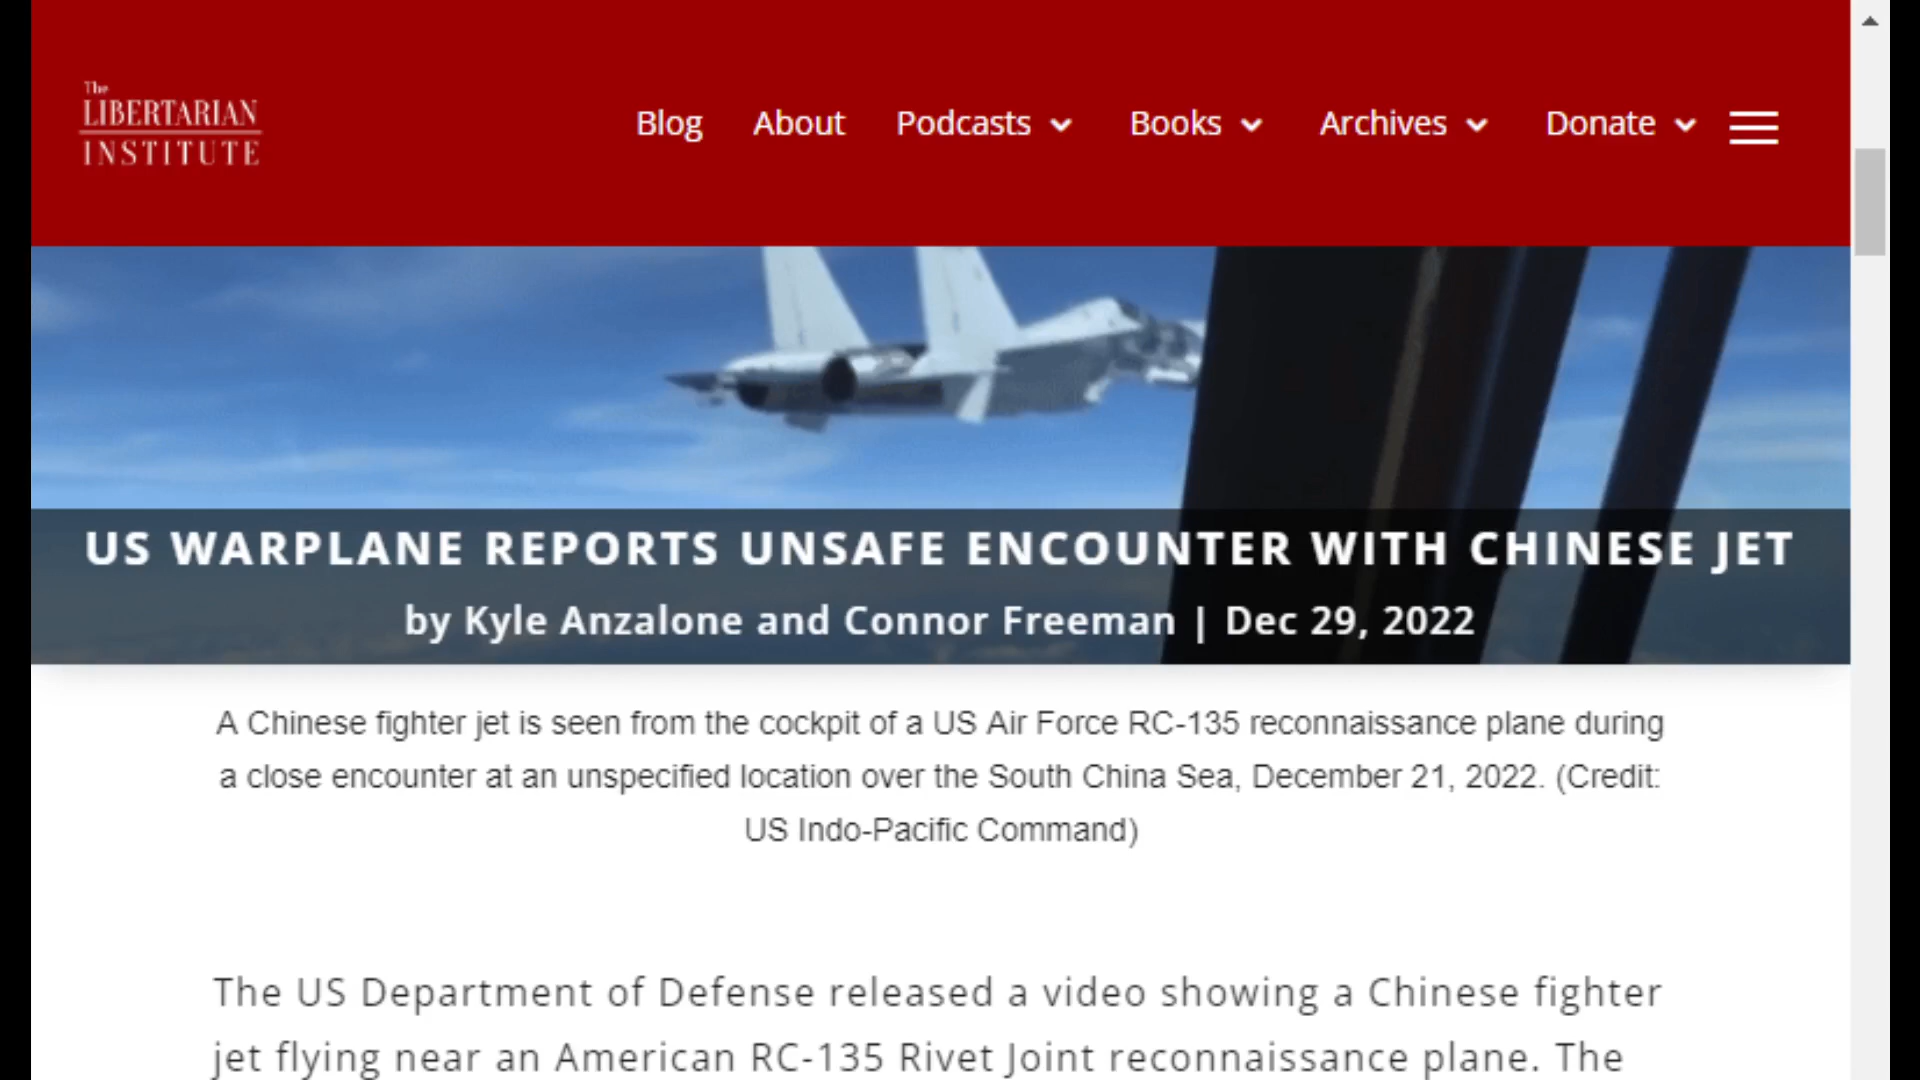 The
LIBERTARIAN
INSTITUTE
Blog About Podcasts Books Archives Donate
US WARPLANE REPORTS UNSAFE ENCOUNTER WITH CHINESE JET
by Kyle Anzalone and Connor Freeman | Dec 29, 2022
A Chinese fighter jet is seen from the cockpit of a US Air Force RC-135 reconnaissance plane during
a close encounter at an unspecified location over the South China Sea, December 21, 2022. (Credit:
US Indo-Pacific Command)
The US Department of Defense released a video showing a Chinese fighter
jet flying near an American RC-135 Rivet Joint reconnaissance plane. The